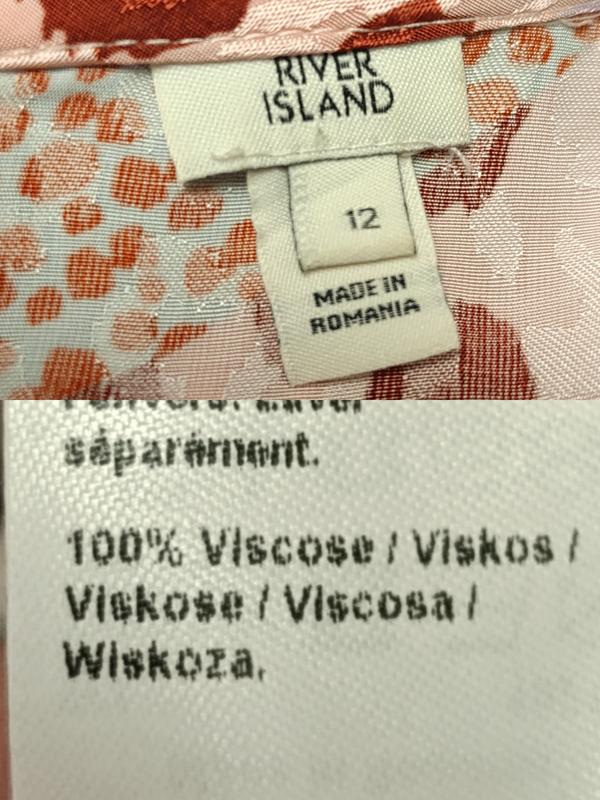 RIVER
ISLAND
12
MADE IN
ROMANIA
séparément.
100% Viscose / Viskos /
Viskose / Viscosa /
Wiskoza.